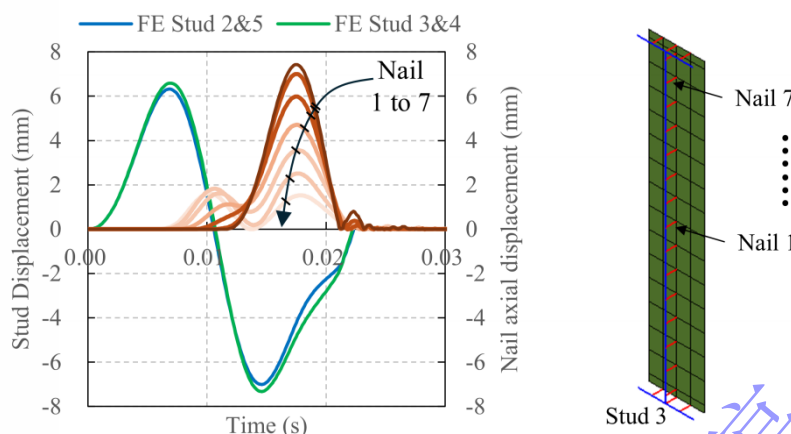 FE Stud 2&5
FE Stud 3&4
8
6
4
2
0
-2
-4
-6
-8
Stud Displacement (mm)
0.00
0.01
0.02
0.03
Time (s)
8
6
4
2
0
-2
-4
-6
-8
Nail axial displacement (mm)
Nail
1 to 7
Nail 7
Nail 1
Stud 3